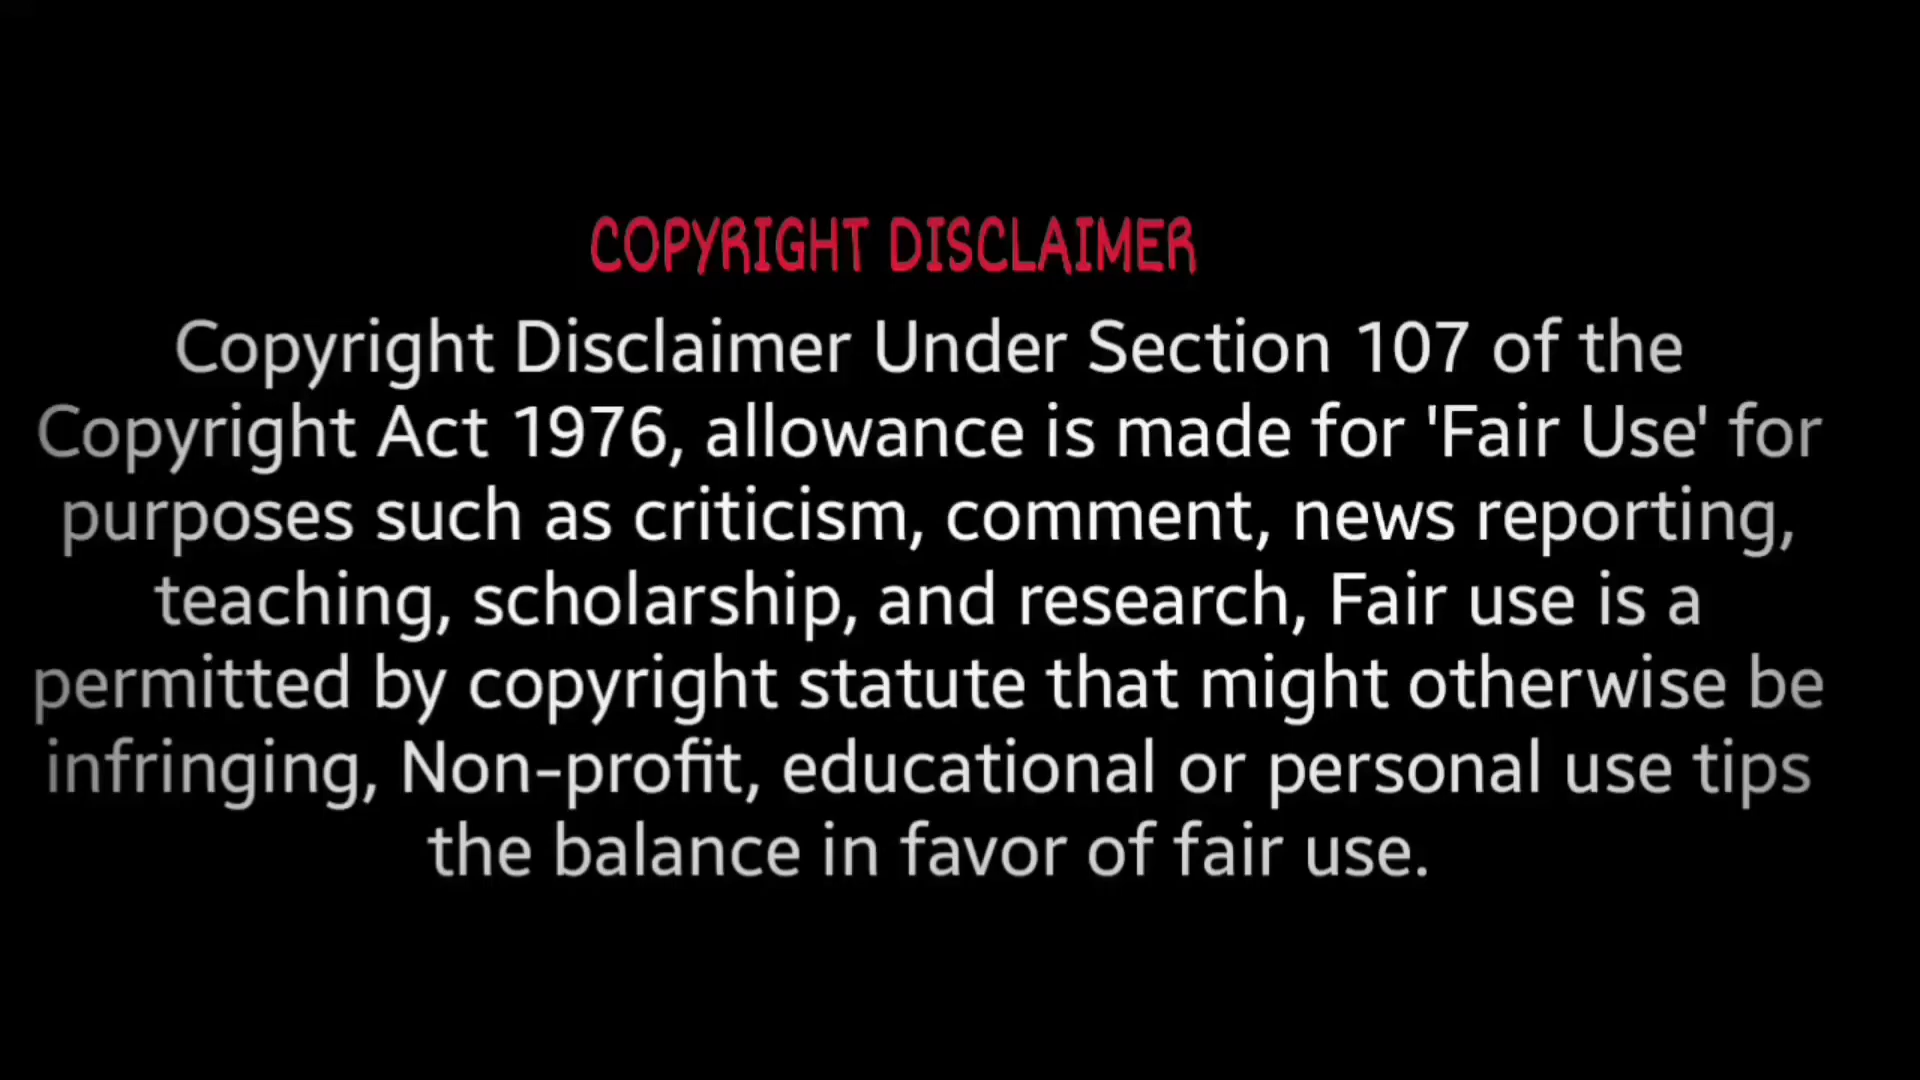 COPYRIGHT DISCLAIMER
Copyright Disclaimer Under Section 107 of the
Copyright Act 1976, allowance is made for 'Fair Use' for
purposes such as criticism, comment, news reporting,
teaching, scholarship, and research, Fair use is a
permitted by copyright statute that might otherwise be
infringing, Non-profit, educational or personal use tips
the balance in favor of fair use.